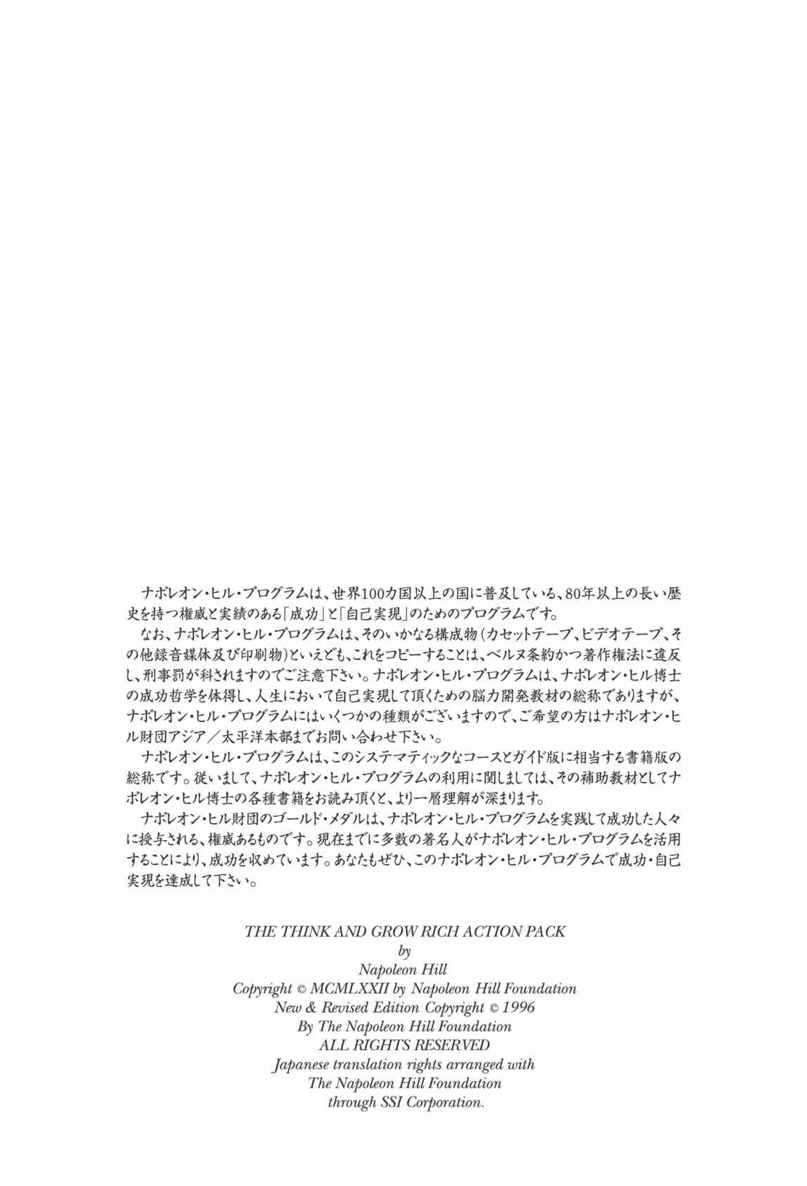 ナポレオン・ヒル・プログラムは、世界100カ国以上の国に普及している、80年以上の長い歴
史を持つ権威と実績のある「成功」と「自己実現」のためのプログラムです。
なお、ナポレオン・ヒル・プログラムは、そのいかなる構成物（カセットテープ、ビデオテープ、そ
の他録音媒体及び印刷物）といえども、これをコピーすることは、ベルヌ条約かつ著作権法に違反
し、刑事罰が科されますのでご注意下さい。ナポレオン・ヒル・プログラムは、ナポレオン・ヒル博士
の成功哲学を体得し、人生において自己実現して頂くための脳力開発教材の総称でありますが、
ナポレオン・ヒル・プログラムにはいくつかの種類がございますので、ご希望の方はナポレオン・ヒ
ル財団アジア／太平洋本部までお問い合わせ下さい。
ナポレオン・ヒル・プログラムは、このシステマティックなコースとガイド版に相当する書籍版の
総称です。従いまして、ナポレオン・ヒル・プログラムの利用に関しましては、その補助教材としてナ
ポレオン・ヒル博士の各種書籍をお読み頂くと、より一層理解が深まります。
ナポレオン・ヒル財団のゴールド・メダルは、ナポレオン・ヒル・プログラムを実践して成功した人々
に授与される、権威あるものです。現在までに多数の著名人がナポレオン・ヒル・プログラムを活用
することにより、成功を収めています。あなたもぜひ、このナポレオン・ヒル・プログラムで成功・自己
実現を達成して下さい。
THE THINK AND GROW RICH ACTION PACK
by
Napoleon Hill
Copyright © MCMLXXII by Napoleon Hill Foundation
New & Revised Edition Copyright © 1996
By The Napoleon Hill Foundation
ALL RIGHTS RESERVED
Japanese translation rights arranged with
The Napoleon Hill Foundation
through SSI Corporation.